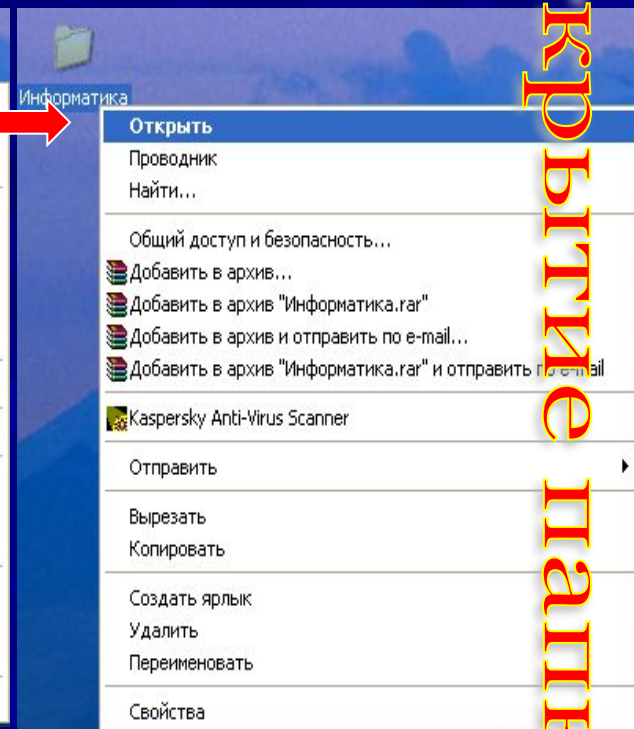 Информатика
Открыть
Проводник
Найти...
Общий доступ и безопасность...
Добавить в архив...
Добавить в архив "Информатика.rar"
Добавить в архив и отправить по e-mail...
Добавить в архив "Информатика.rar" и отправить по e-mail
Kaspersky Anti-Virus Scanner
Отправить
Вырезать
Копировать
Создать ярлык
Удалить
Переименовать
Свойства
крытие папк